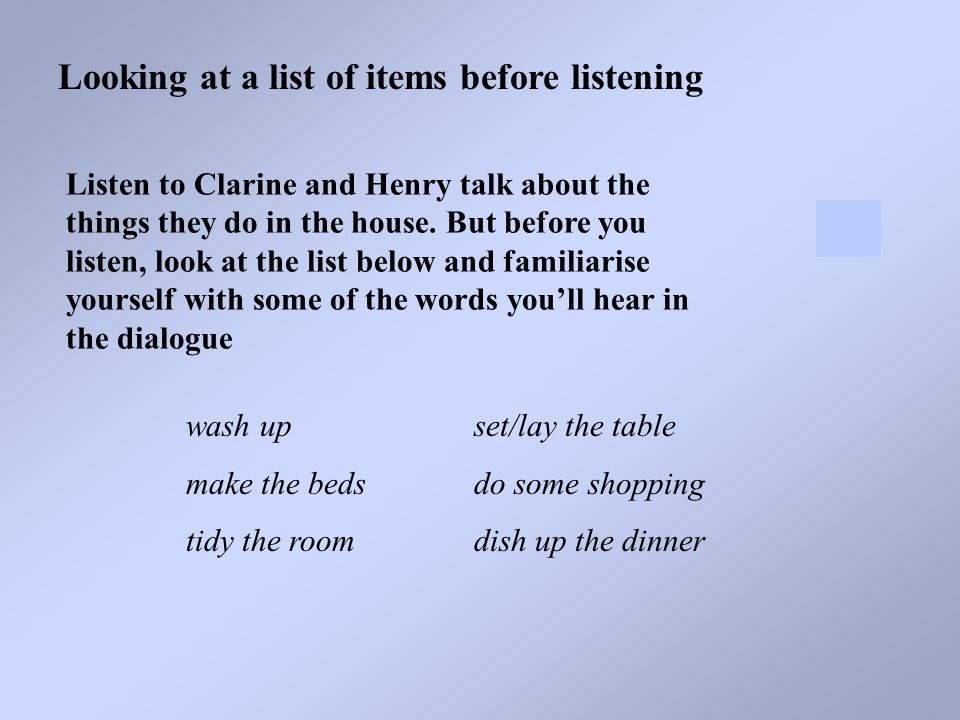 Looking at a list of items before listening
Listen to Clarine and Henry talk about the
things they do in the house. But before you
listen, look at the list below and familiarise
yourself with some of the words you’ll hear in
the dialogue
wash up set/lay the table
make the beds do some shopping
tidy the room dish up the dinner